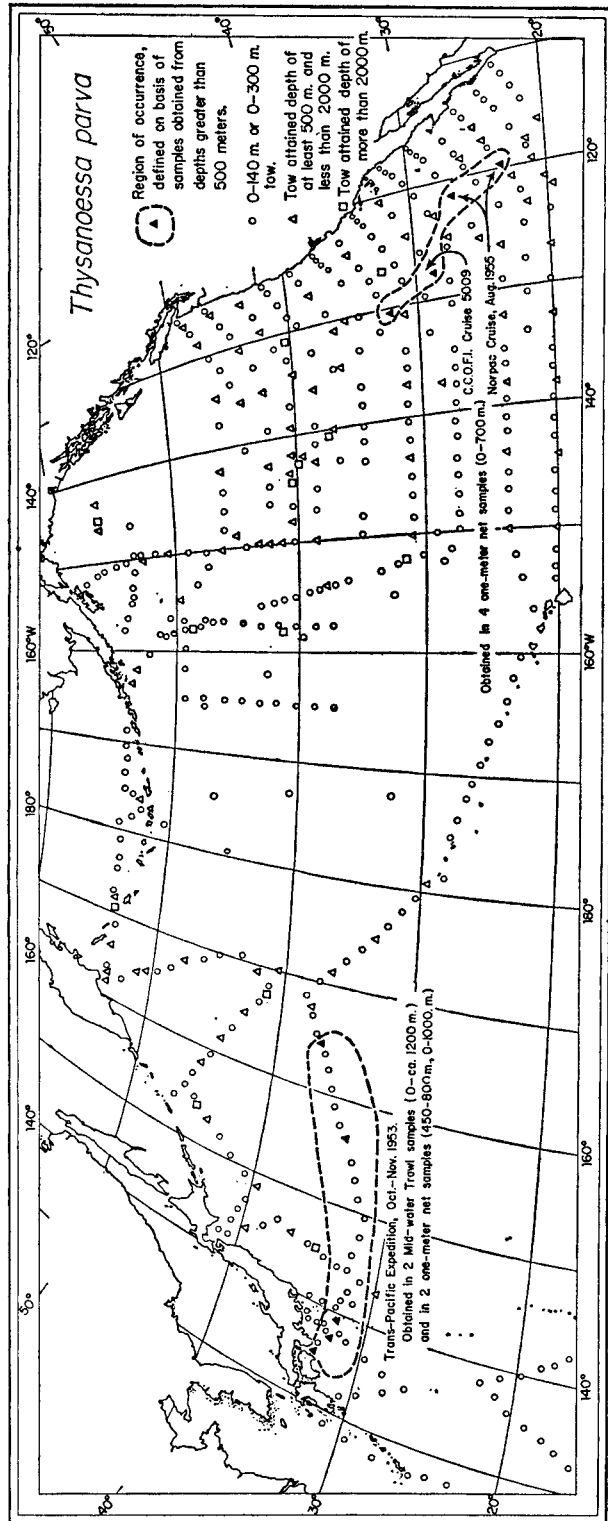 Thysanoessa parva
Region of occurrence,
defined on basis of
samples obtained from
depths greater than
500 meters.
0-140 m. or 0-300 m.
tow.
Tow attained depth of
at least 500 m. and
less than 2000 m.
Tow attained depth of
more than 2000 m.
Trans-Pacific Expedition, Oct.-Nov. 1953.
Obtained in 2 Mid-water Trawl samples (0-ca. 1200 m.)
and in 2 one-meter net samples (450-800 m., 0-1000 m.)
C.C.O.F.I. Cruise 5009
Norpac Cruise, Aug. 1955
Obtained in 4 one-meter net samples (0-700 m.)
140°
160°
180°
160°W
140°
120°
40°
30°
20°
50°
40°
30°
20°
140°
160°
180°
140°
120°